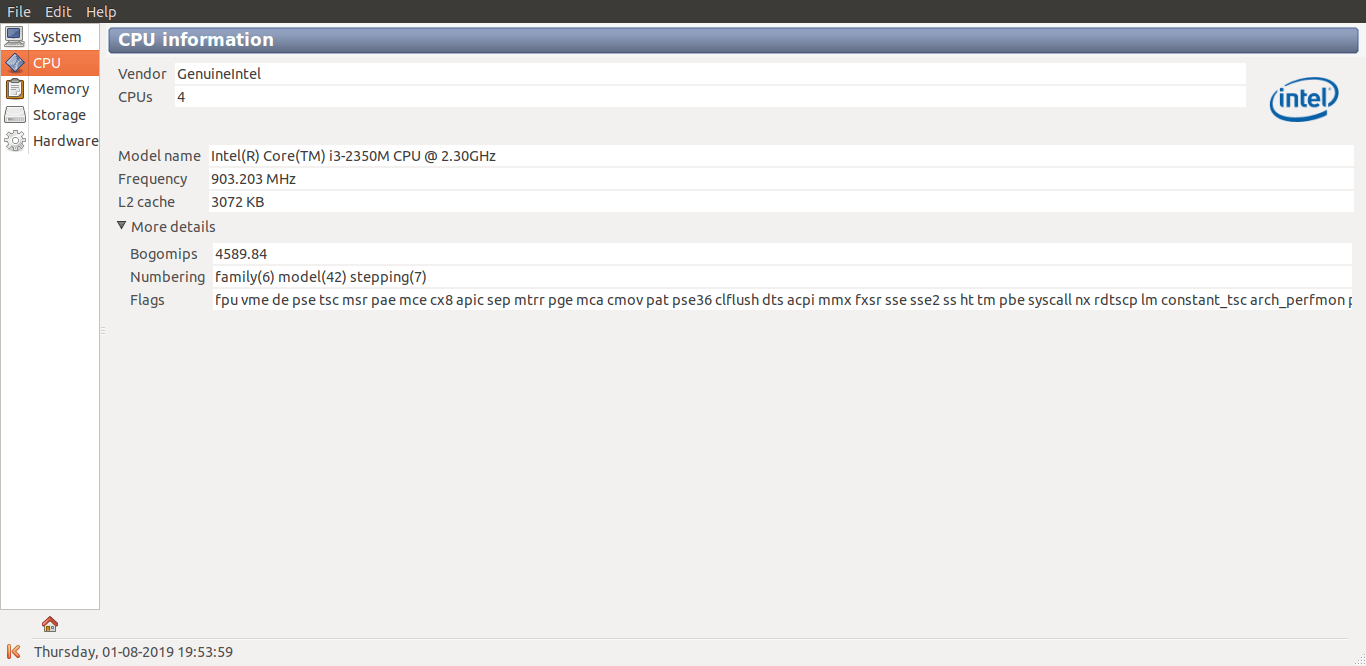 File Edit Help
System
CPU
Memory
Storage
Hardware
CPU information
Vendor GenuineIntel
CPUs 4
intel
Model name Intel(R) Core(TM) i3-2350M CPU @ 2.30GHz
Frequency 903.203 MHz
L2 cache 3072 KB
More details
Bogomips 4589.84
Numbering family(6) model(42) stepping(7)
Flags fpu vme de pse tsc msr pae mce cx8 apic sep mtrr pge mca cmov pat pse36 clflush dts acpi mmx fxsr sse sse2 ss ht tm pbe syscall nx rdtscp lm constant_tsc arch_perfmon
Thursday, 01-08-2019 19:53:59